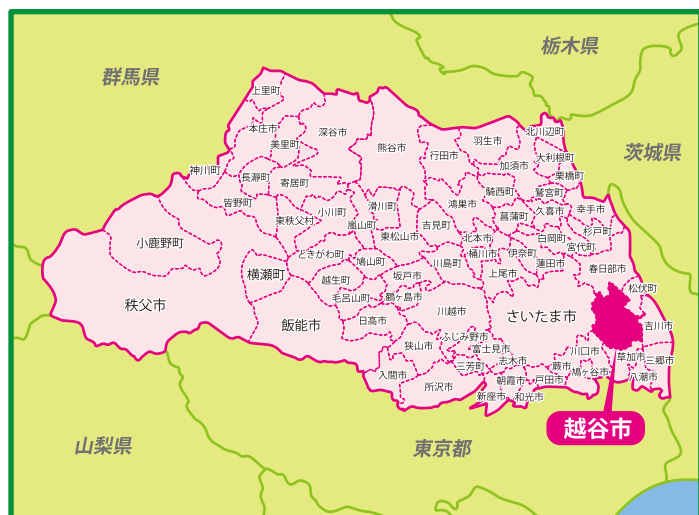 栃木県
群馬県
上里町
本庄市
深谷市
美里町
熊谷市
羽生市
北川辺町
行田市
加須市
大利根町
茨城県
神川町
長瀞町
寄居町
栗橋町
騎西町
鷲宮町
皆野町
小川町
滑川町
鴻巣市
菖蒲町
久喜市
幸手市
東秩父村
嵐山町
吉見町
東松山市
北本市
白岡町
杉戸町
小鹿野町
ときがわ町
鳩山町
川島町
桶川市
伊奈町
宮代町
横瀬町
越生町
坂戸市
上尾市
蓮田市
春日部市
毛呂山町
鶴ヶ島市
松伏町
秩父市
飯能市
日高市
川越市
さいたま市
吉川市
狭山市
ふじみ野市
富士見市
川口市
草加市
三郷市
三芳町
志木市
蕨市
鳩ヶ谷市
八潮市
入間市
所沢市
朝霞市
戸田市
新座市
和光市
越谷市
山梨県
東京都